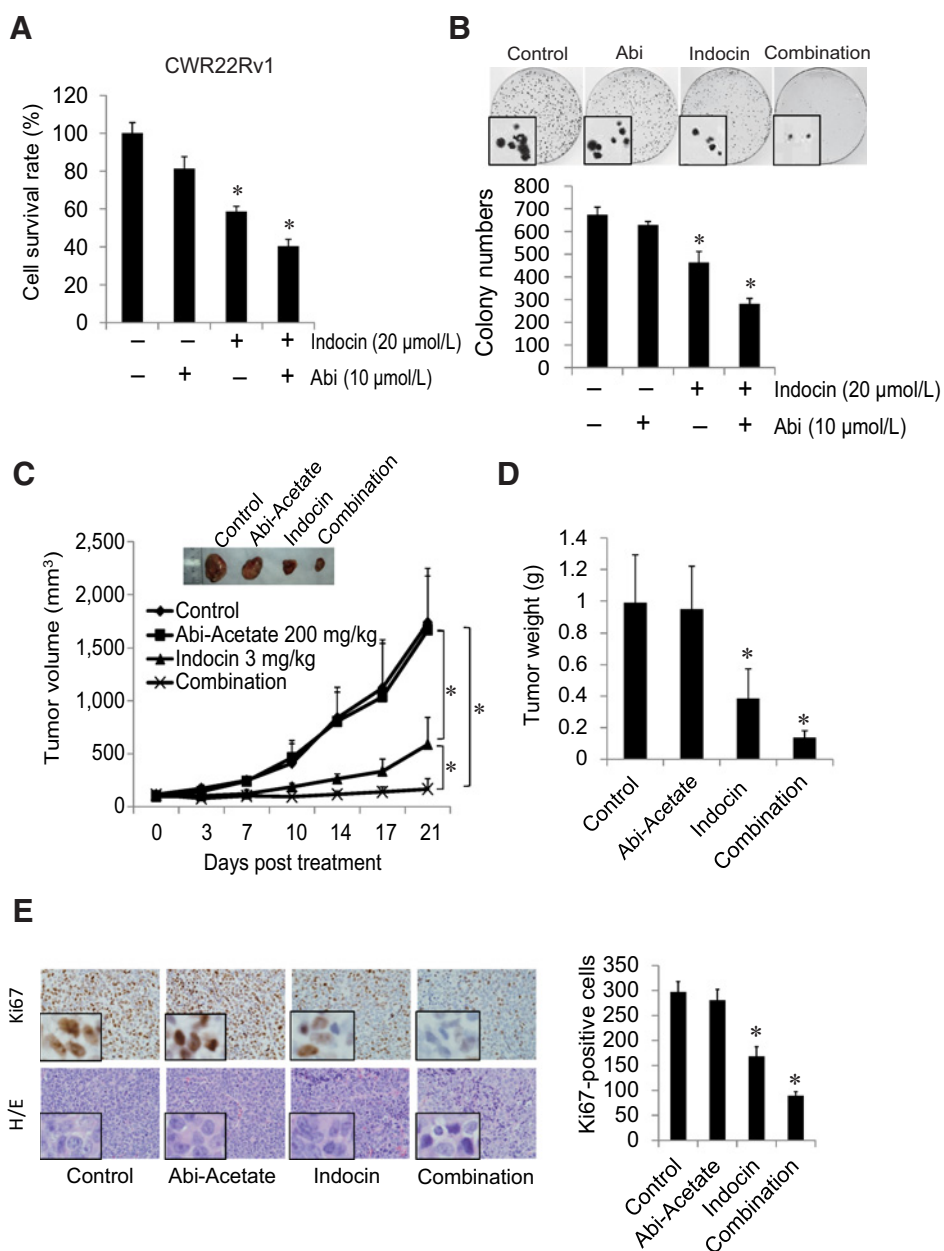 A
CWR22Rv1
Cell survival rate (%)
120
100
80
60
40
20
0
*
*
– – + + Indocin (20 µmol/L)
– + – + Abi (10 µmol/L)
B
Control Abi Indocin Combination
Colony numbers
800
700
600
500
400
300
200
100
0
*
*
– – + + Indocin (20 µmol/L)
– + – + Abi (10 µmol/L)
C
Control
Abi-Acetate
Indocin
Combination
Tumor volume (mm³)
2,500
2,000
1,500
1,000
500
0
Control
Abi-Acetate 200 mg/kg
Indocin 3 mg/kg
Combination
*
*
*
0 3 7 10 14 17 21
Days post treatment
D
Tumor weight (g)
1.4
1.2
1
0.8
0.6
0.4
0.2
0
*
*
Control
Abi-Acetate
Indocin
Combination
E
Ki67
H/E
Control Abi-Acetate Indocin Combination
Ki67-positive cells
350
300
250
200
150
100
50
0
*
*
Control
Abi-Acetate
Indocin
Combination